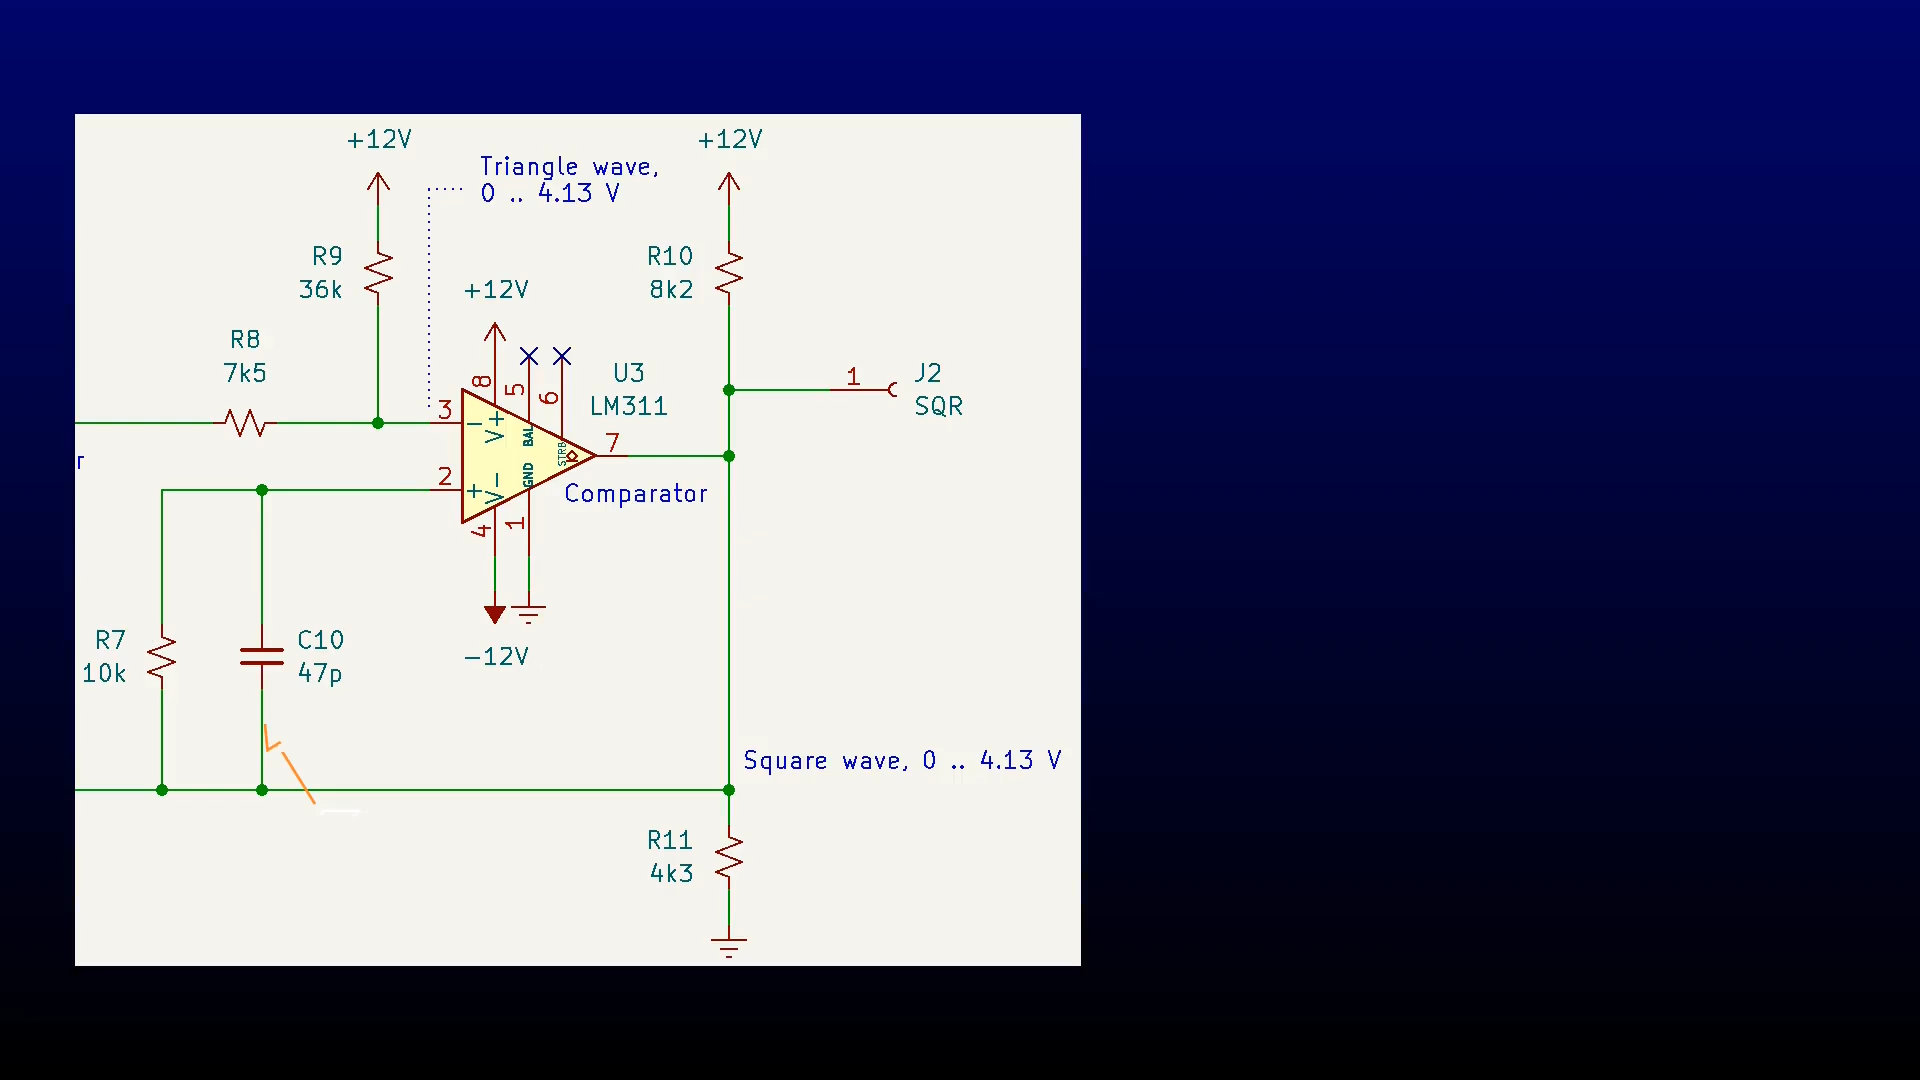 +12V
+12V
Triangle wave,
0 .. 4.13 V
R9
36k
R10
8k2
+12V
R8
7k5
8
5
6
U3
LM311
1
J2
SQR
3
−
V+
BAL
STRB
7
r
2
+
V−
GND
Comparator
4
1
−12V
R7
10k
C10
47p
Square wave, 0 .. 4.13 V
R11
4k3